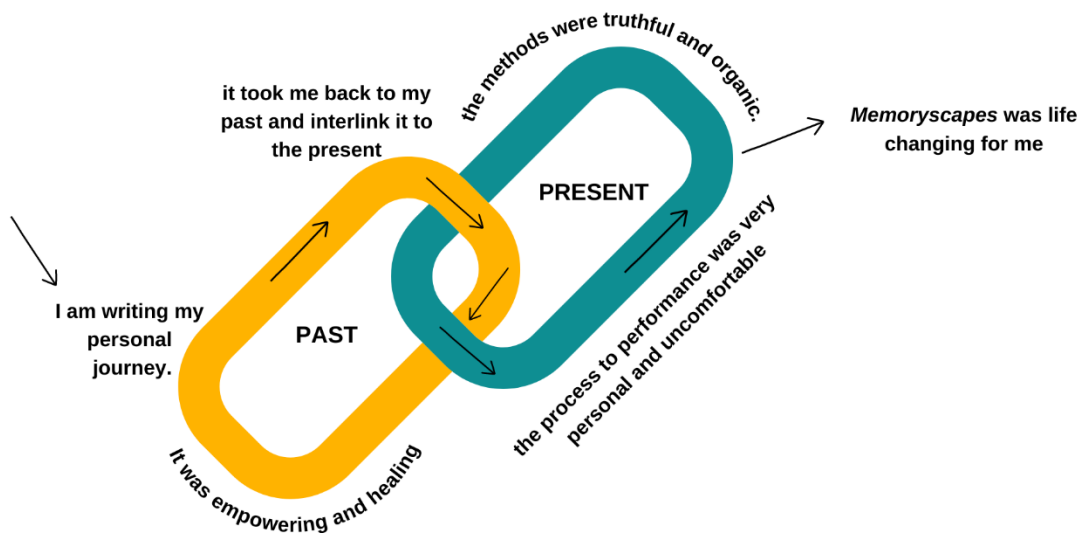 I am writing my
personal
journey.
it took me back to my
past and interlink it to
the present
PAST
It was empowering and healing
the methods were truthful and organic.
PRESENT
the process to performance was very
personal and uncomfortable
Memoryscapes was life
changing for me